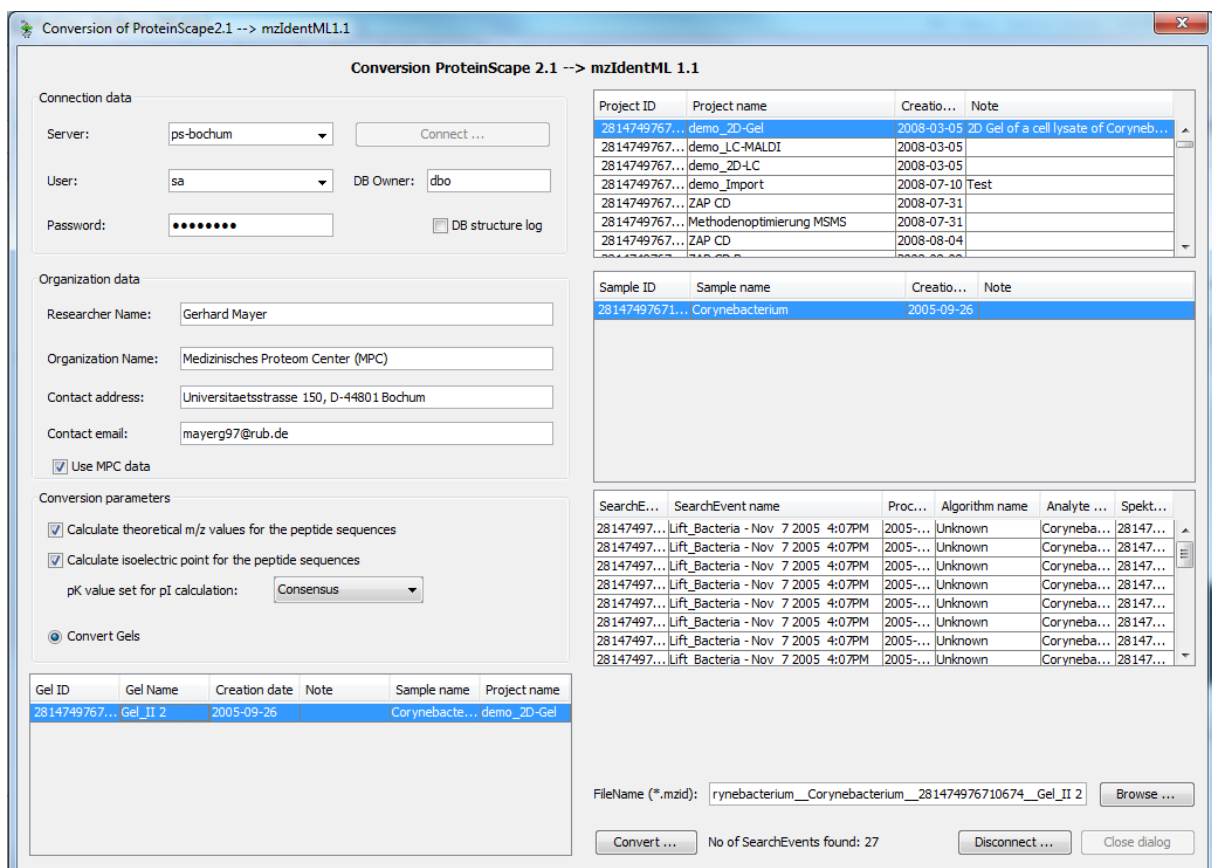 Conversion of ProteinScape2.1 --> mzIdentML1.1
X
Conversion ProteinScape 2.1 --> mzIdentML 1.1
Connection data
Server: ps-bochum Connect ...
User: sa DB Owner: dbo
Password: ●●●●●●●● DB structure log
Organization data
Researcher Name: Gerhard Mayer
Organization Name: Medizinisches Proteom Center (MPC)
Contact address: Universitaetsstrasse 150, D-44801 Bochum
Contact email: mayerg97@rub.de
Use MPC data
Conversion parameters
Calculate theoretical m/z values for the peptide sequences
Calculate isoelectric point for the peptide sequences
pK value set for pI calculation: Consensus
Convert Gels
Gel ID Gel Name Creation date Note Sample name Project name
2814749767... Gel_II 2 2005-09-26 Corynebacte... demo_2D-Gel
Project ID Project name Creatio... Note
2814749767... demo_2D-Gel 2008-03-05 2D Gel of a cell lysate of Coryneb...
2814749767... demo_LC-MALDI 2008-03-05
2814749767... demo_2D-LC 2008-03-05
2814749767... demo_Import 2008-07-10 Test
2814749767... ZAP CD 2008-07-31
2814749767... Methodenoptimierung MSMS 2008-07-31
2814749767... ZAP CD 2008-08-04
Sample ID Sample name Creatio... Note
28147497671... Corynebacterium 2005-09-26
SearchE... SearchEvent name Proc... Algorithm name Analyte ... Spekt...
28147497... Lift_Bacteria - Nov 7 2005 4:07PM 2005-... Unknown Coryneba... 28147...
28147497... Lift_Bacteria - Nov 7 2005 4:07PM 2005-... Unknown Coryneba... 28147...
28147497... Lift_Bacteria - Nov 7 2005 4:07PM 2005-... Unknown Coryneba... 28147...
28147497... Lift_Bacteria - Nov 7 2005 4:07PM 2005-... Unknown Coryneba... 28147...
28147497... Lift_Bacteria - Nov 7 2005 4:07PM 2005-... Unknown Coryneba... 28147...
28147497... Lift_Bacteria - Nov 7 2005 4:07PM 2005-... Unknown Coryneba... 28147...
28147497... Lift_Bacteria - Nov 7 2005 4:07PM 2005-... Unknown Coryneba... 28147...
28147497... Lift_Bacteria - Nov 7 2005 4:07PM 2005-... Unknown Coryneba... 28147...
FileName (*.mzid): rynebacterium__Corynebacterium__281474976710674__Gel_II 2 Browse ...
Convert ... No of SearchEvents found: 27 Disconnect ... Close dialog